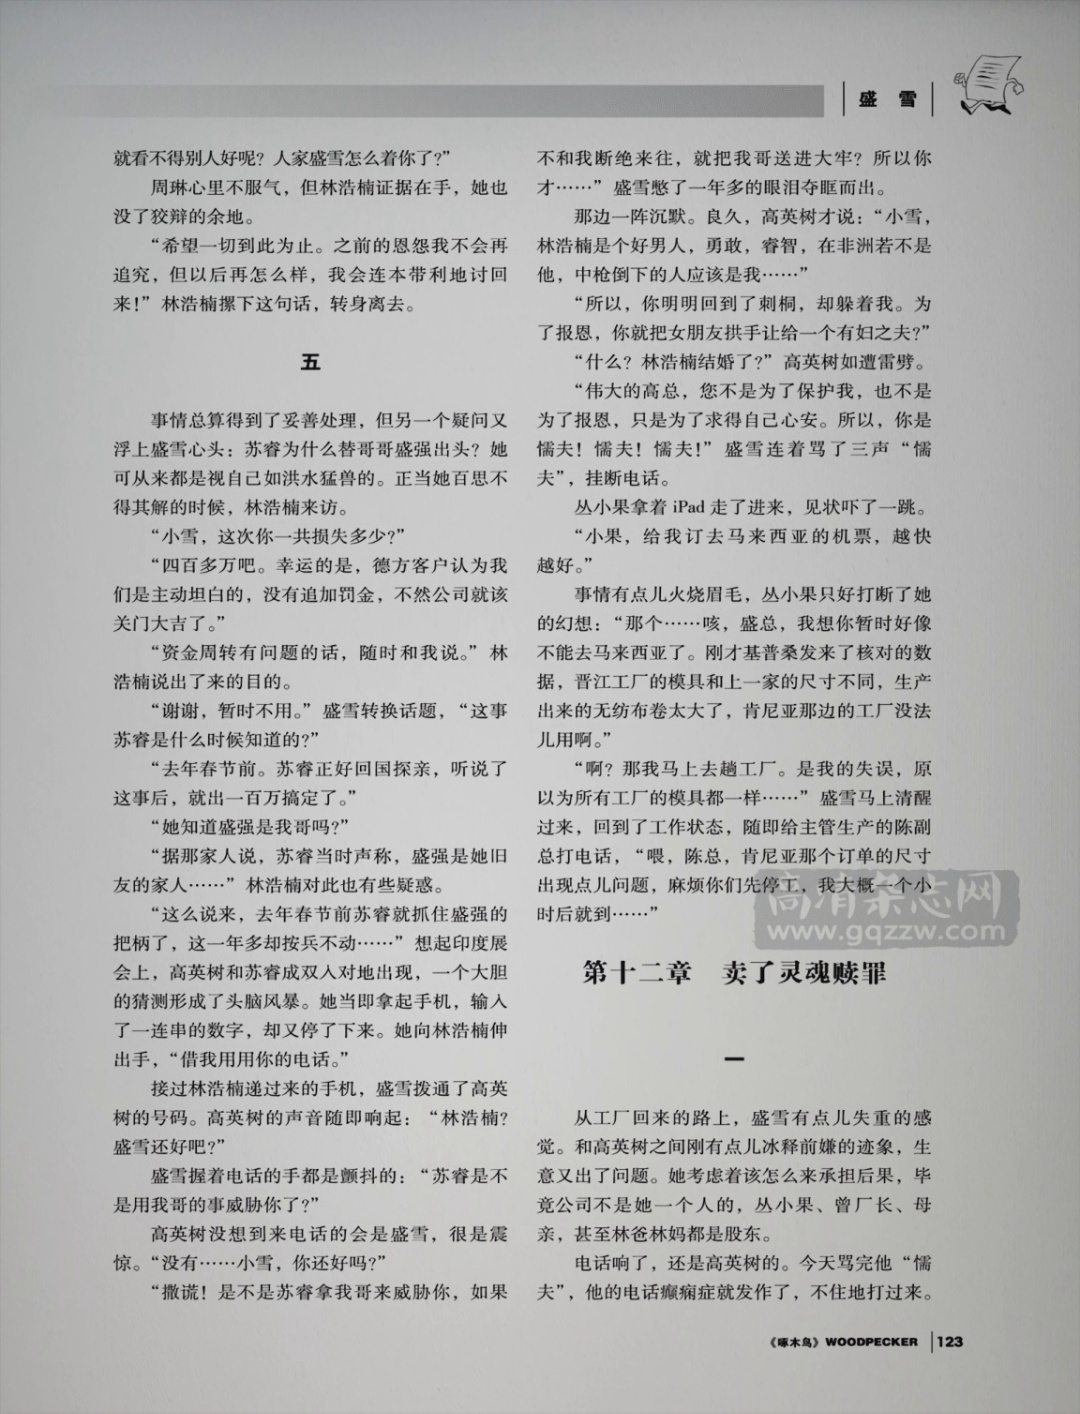 盛 雪
就看不得别人好呢？人家盛雪怎么着你了？”
周琳心里不服气，但林浩楠证据在手，她也
没了狡辩的余地。
“希望一切到此为止。之前的恩怨我不会再
追究，但以后再怎么样，我会连本带利地讨回
来！”林浩楠摞下这句话，转身离去。
五
事情总算得到了妥善处理，但另一个疑问又
浮上盛雪心头：苏睿为什么替哥哥盛强出头？她
可从来都是视自己如洪水猛兽的。正当她百思不
得其解的时候，林浩楠来访。
“小雪，这次你一共损失多少？”
“四百多万吧。幸运的是，德方客户认为我
们是主动坦白的，没有追加罚金，不然公司就该
关门大吉了。”
“资金周转有问题的话，随时和我说。”林
浩楠说出了来的目的。
“谢谢，暂时不用。”盛雪转换话题，“这事
苏睿是什么时候知道的？”
“去年春节前。苏睿正好回国探亲，听说了
这事后，就出一百万搞定了。”
“她知道盛强是我哥吗？”
“据那家人说，苏睿当时声称，盛强是她旧
友的家人……”林浩楠对此也有些疑惑。
“这么说来，去年春节前苏睿就抓住盛强的
把柄了，这一年多却按兵不动……”想起印度展
会上，高英树和苏睿成双入对地出现，一个大胆
的猜测形成了头脑风暴。她当即拿起手机，输入
了一连串的数字，却又停了下来。她向林浩楠伸
出手，“借我用用你的电话。”
接过林浩楠递过来的手机，盛雪拨通了高英
树的号码。高英树的声音随即响起：“林浩楠？
盛雪还好吧？”
盛雪握着电话的手都是颤抖的：“苏睿是不
是用我哥的事威胁你了？”
高英树没想到来电话的会是盛雪，很是震
惊。“没有……小雪，你还好吗？”
“撒谎！是不是苏睿拿我哥来威胁你，如果
不和我断绝来往，就把我哥送进大牢？所以你
才……”盛雪憋了一年多的眼泪夺眶而出。
那边一阵沉默。良久，高英树才说：“小雪，
林浩楠是个好男人，勇敢，睿智，在非洲若不是
他，中枪倒下的人应该是我……”
“所以，你明明回到了刺桐，却躲着我。为
了报恩，你就把女朋友拱手让给一个有妇之夫？”
“什么？林浩楠结婚了？”高英树如遭雷劈。
“伟大的高总，您不是为了保护我，也不是
为了报恩，只是为了求得自己心安。所以，你是
懦夫！懦夫！懦夫！”盛雪连着骂了三声“懦
夫”，挂断电话。
丛小果拿着 iPad 走了进来，见状吓了一跳。
“小果，给我订去马来西亚的机票，越快
越好。”
事情有点儿火烧眉毛，丛小果只好打断了她
的幻想：“那个……咳，盛总，我想你暂时好像
不能去马来西亚了。刚才基普桑发来了核对的数
据，晋江工厂的模具和上一家的尺寸不同，生产
出来的无纺布卷太大了，肯尼亚那边的工厂没法
儿用啊。”
“啊？那我马上去趟工厂。是我的失误，原
以为所有工厂的模具都一样……”盛雪马上清醒
过来，回到了工作状态，随即给主管生产的陈副
总打电话，“喂，陈总，肯尼亚那个订单的尺寸
出现点儿问题，麻烦你们先停工，我大概一个小
时后就到……”
高清杂志网
www.gqzzw.com
第十二章 卖了灵魂赎罪
一
从工厂回来的路上，盛雪有点儿失重的感
觉。和高英树之间刚有点儿冰释前嫌的迹象，生
意又出了问题。她考虑着该怎么来承担后果，毕
竟公司不是她一个人的，丛小果、曾厂长、母
亲，甚至林爸林妈都是股东。
电话响了，还是高英树的。今天骂完他“懦
夫”，他的电话癫痫症就发作了，不住地打过来。
《啄木鸟》WOODPECKER 123